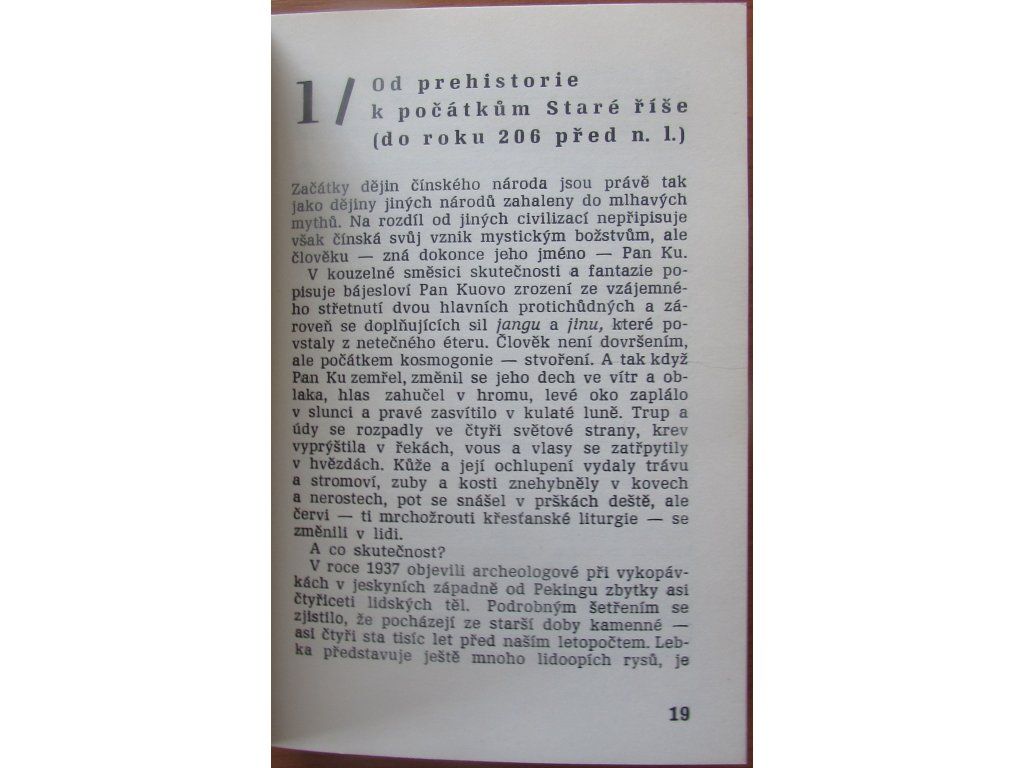 1/
Od prehistorie
k počátkům Staré říše
(do roku 206 před n. l.)
Začátky dějin čínského národa jsou právě tak
jako dějiny jiných národů zahaleny do mlhavých
mythů. Na rozdíl od jiných civilizací nepřipisuje
však čínská svůj vznik mystickým božstvům, ale
člověku — zná dokonce jeho jméno — Pan Ku.
V kouzelné směsici skutečnosti a fantazie po-
pisuje bájesloví Pan Kuovo zrození ze vzájemné-
ho střetnutí dvou hlavních protichůdných a zá-
roveň se doplňujících sil jangu a jinu, které po-
vstaly z netečného éteru. Člověk není dovršením,
ale počátkem kosmogonie — stvoření. A tak když
Pan Ku zemřel, změnil se jeho dech ve vítr a ob-
laka, hlas zahučel v hromu, levé oko zaplálo
v slunci a pravé zasvítilo v kulaté luně. Trup a
údy se rozpadly ve čtyři světové strany, krev
vyprýštila v řekách, vous a vlasy se zatřpytily
v hvězdách. Kůže a její ochlupení vydaly trávu
a stromoví, zuby a kosti znehybněly v kovech
a nerostech, pot se snášel v prškách deště, ale
červi — ti mrchožrouti křesťanské liturgie — se
změnili v lidi.
A co skutečnost?
V roce 1937 objevili archeologové při vykopáv-
kách v jeskyních západně od Pekingu zbytky asi
čtyřiceti lidských těl. Podrobným šetřením se
zjistilo, že pocházejí ze starší doby kamenné —
asi čtyři sta tisíc let před naším letopočtem. Leb-
ka představuje ještě mnoho lidoopích rysů, je
19